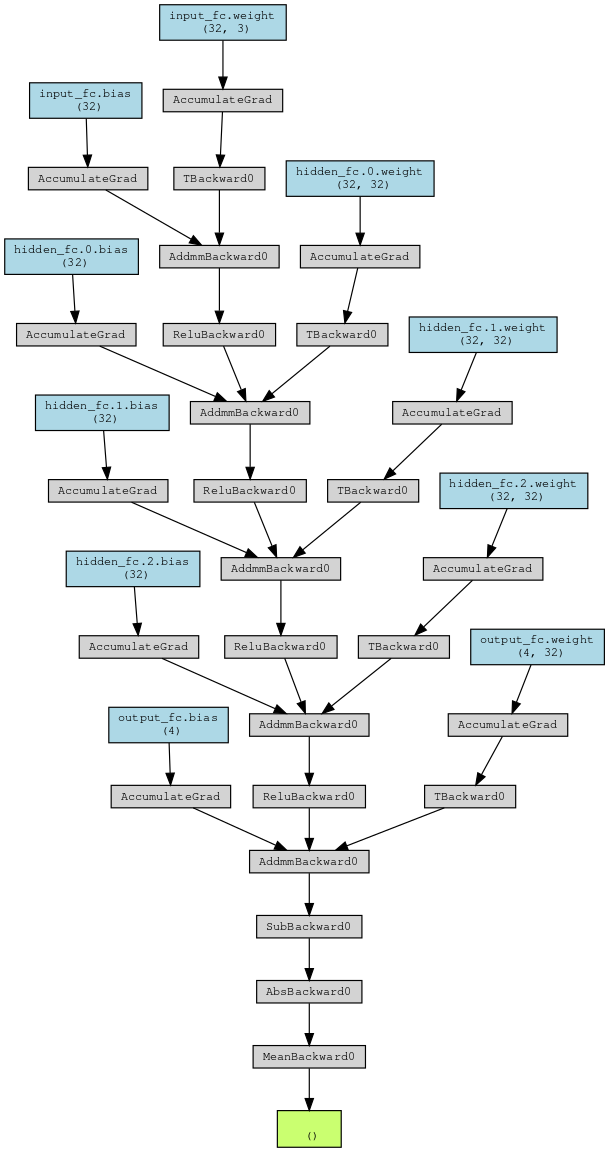 input_fc.weight
(32, 3)
input_fc.bias
(32)
AccumulateGrad
AccumulateGrad
TBackward0
hidden_fc.0.weight
(32, 32)
hidden_fc.0.bias
(32)
AddmmBackward0
AccumulateGrad
AccumulateGrad
ReluBackward0
TBackward0
hidden_fc.1.weight
(32, 32)
hidden_fc.1.bias
(32)
AddmmBackward0
AccumulateGrad
AccumulateGrad
ReluBackward0
TBackward0
hidden_fc.2.weight
(32, 32)
hidden_fc.2.bias
(32)
AddmmBackward0
AccumulateGrad
AccumulateGrad
ReluBackward0
TBackward0
output_fc.weight
(4, 32)
output_fc.bias
(4)
AddmmBackward0
AccumulateGrad
AccumulateGrad
ReluBackward0
TBackward0
AddmmBackward0
SubBackward0
AbsBackward0
MeanBackward0
()